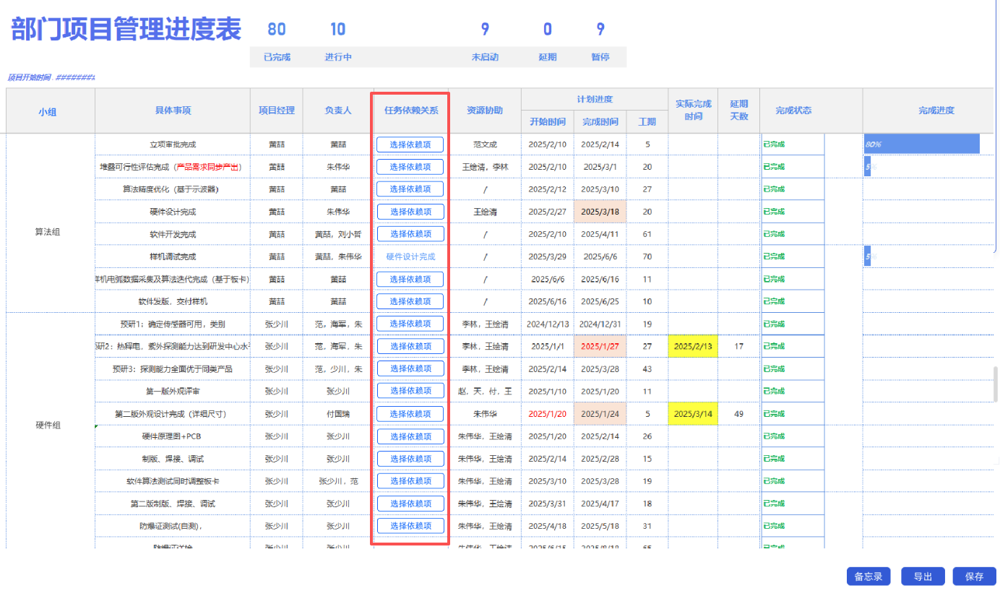 部门项目管理进度表
80 10 9 0 9
已完成 进行中 未启动 延期 暂停
项目开始时间 . ########
小组 具体事项 项目经理 负责人 任务依赖关系 资源协助 计划进度 实际完成时间 延期天数 完成状态 完成进度
开始时间 完成时间 工期
算法组
立项审批完成 黄喆 黄喆 选择依赖项 范文成 2025/2/10 2025/2/14 5 已完成 80%
堆叠可行性评估完成（产品需求同步产出） 黄喆 朱伟华 选择依赖项 王绘清，李林 2025/2/10 2025/3/1 20 已完成 5
算法精度优化（基于示波器） 黄喆 黄喆 选择依赖项 / 2025/2/12 2025/3/10 27 已完成
硬件设计完成 黄喆 朱伟华 选择依赖项 王绘清 2025/2/27 2025/3/18 20 已完成
软件开发完成 黄喆 黄喆，刘小哲 选择依赖项 / 2025/2/10 2025/4/11 61 已完成
样机调试完成 黄喆 黄喆，朱伟华 硬件设计完成 / 2025/3/29 2025/6/6 70 已完成 5
样机电弧数据采集及算法迭代完成（基于板卡） 黄喆 黄喆 选择依赖项 / 2025/6/6 2025/6/16 11 已完成
软件发版，交付样机 黄喆 黄喆 选择依赖项 / 2025/6/16 2025/6/25 10 已完成
硬件组
预研1：确定传感器可用，类别 张少川 范，海军，朱 选择依赖项 李林，王绘清 2024/12/13 2024/12/31 19 已完成
研2：热释电，紫外探测能力达到研发中心水 张少川 范，海军，朱 选择依赖项 李林，王绘清 2025/1/1 2025/1/27 27 2025/2/13 17 已完成
预研3：探测能力全面优于同类产品 张少川 范，少川，朱 选择依赖项 李林，王绘清 2025/2/14 2025/3/28 43 已完成
第一版外观评审 张少川 张少川 选择依赖项 赵，天，付，王 2025/1/10 2025/1/20 11 已完成
第二版外观设计完成（详细尺寸） 张少川 付国瑞 选择依赖项 朱伟华 2025/1/20 2025/1/24 5 2025/3/14 49 已完成
硬件原理图+PCB 张少川 张少川 选择依赖项 朱伟华，王绘清 2025/1/20 2025/2/14 26 已完成
制版、焊接、调试 张少川 张少川 选择依赖项 朱伟华，王绘清 2025/2/14 2025/2/28 15 已完成
软件算法测试同时调整板卡 张少川 张少川，范 选择依赖项 朱伟华，王绘清 2025/3/10 2025/3/28 19 已完成
第二版制版、焊接、调试 张少川 张少川 选择依赖项 朱伟华，王绘清 2025/3/31 2025/4/17 18 已完成
防爆证测试(自测)， 张少川 张少川 选择依赖项 朱伟华，王绘清 2025/4/18 2025/5/18 31 已完成
备忘录 导出 保存